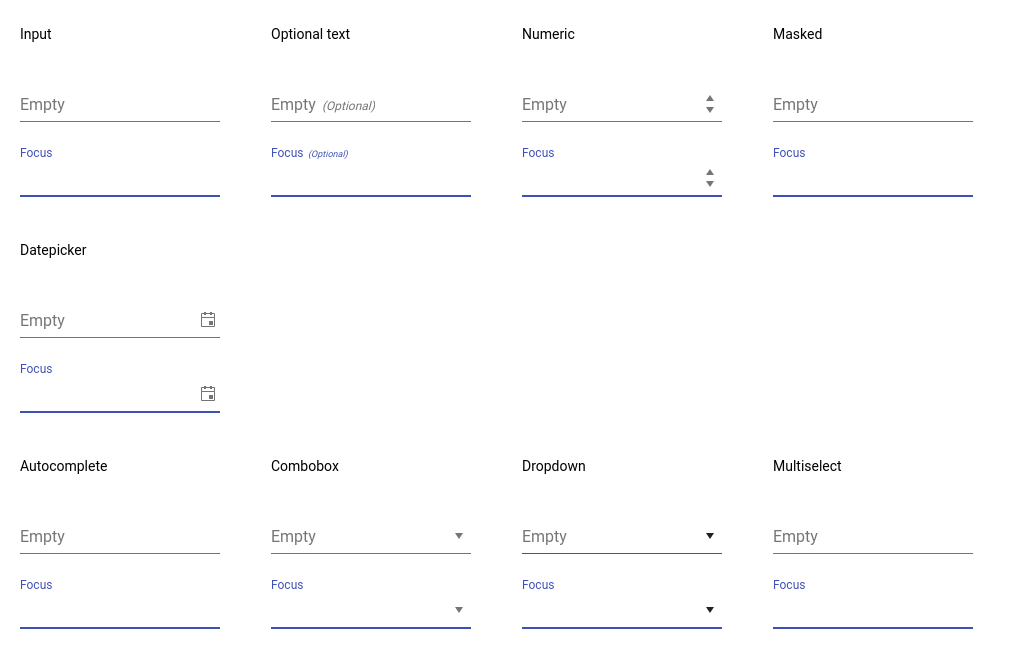 Input Optional text Numeric Masked
Empty Empty (Optional) Empty Empty
Focus Focus (Optional) Focus Focus
Datepicker
Empty
Focus
Autocomplete Combobox Dropdown Multiselect
Empty Empty Empty Empty
Focus Focus Focus Focus